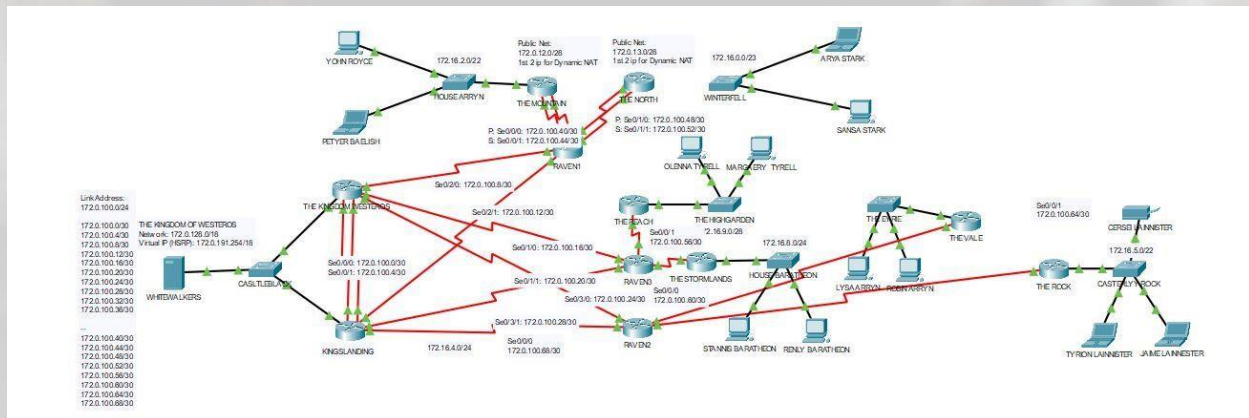 YOHN ROYCE
172.16.2.0/22
HOUSE ARRYN
PETYER BAELISH
Public Net:
172.0.12.0/28
1st 2 ip for Dynamic NAT
THE MOUNTAIN
Public Net:
172.0.13.0/28
1st 2 ip for Dynamic NAT
THE NORTH
172.16.0.0/23
WINTERFELL
ARYA STARK
SANSA STARK
P: Se0/0/0: 172.0.100.40/30
S: Se0/0/1: 172.0.100.44/30
P: Se0/1/0: 172.0.100.48/30
S: Se0/1/1: 172.0.100.52/30
RAVEN1
OLENNA TYRELL
MARGAERY TYRELL
Se0/2/0: 172.0.100.8/30
THE KINGDOM WESTEROS
Se0/2/1: 172.0.100.12/30
THE REACH
THE HIGHGARDEN
THE EYRIE
THE VALE
Se0/0/1
172.0.100.64/30
CERSEI LAINNISTER
Link Address:
172.0.100.0/24
172.0.100.0/30
172.0.100.4/30
172.0.100.8/30
172.0.100.12/30
172.0.100.16/30
172.0.100.20/30
172.0.100.24/30
172.0.100.28/30
172.0.100.32/30
172.0.100.36/30
...
172.0.100.40/30
172.0.100.44/30
172.0.100.48/30
172.0.100.52/30
172.0.100.56/30
172.0.100.60/30
172.0.100.64/30
172.0.100.68/30
THE KINGDOM OF WESTEROS
Network: 172.0.128.0/18
Virtual IP (HSRP): 172.0.191.254/18
WHITEWALKERS
CASLTLEBLACK
Se0/0/0: 172.0.100.0/30
Se0/0/1: 172.0.100.4/30
Se0/1/0: 172.0.100.16/30
Se0/0/1
172.0.100.56/30
'2.16.9.0/28
172.16.8.0/24
172.16.5.0/22
RAVEN3
THE STORMLANDS
HOUSE BARATHEON
LYSA ARRYN
ROBIN ARRYN
THE ROCK
CASTERLYROCK
Se0/1/1: 172.0.100.20/30
Se0/3/0: 172.0.100.24/30
Se0/0/0
172.0.100.60/30
Se0/3/1: 172.0.100.28/30
KINGSLANDING
172.16.4.0/24
Se0/0/0
172.0.100.68/30
RAVEN2
STANNIS BARATHEON
RENLY BARATHEON
TYRION LAINNISTER
JAIME LAINNESTER